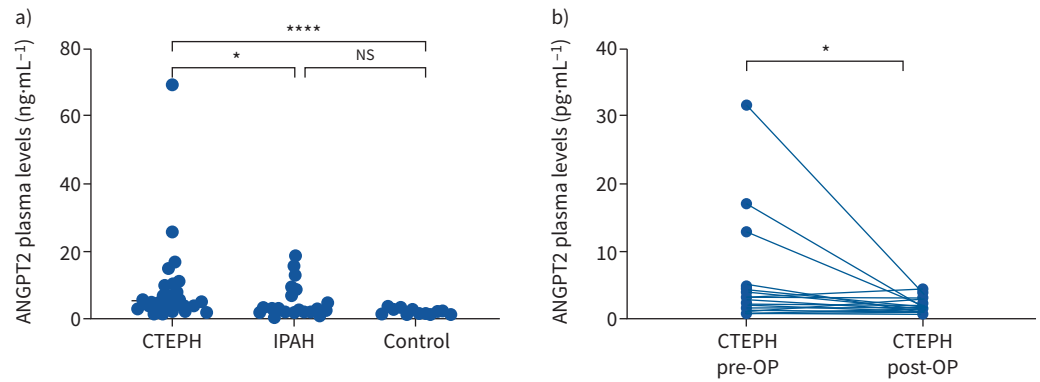 a)
ANGPT2 plasma levels (ng·mL⁻¹)
80
60
40
20
0
****
*
NS
CTEPH
IPAH
Control
b)
ANGPT2 plasma levels (pg·mL⁻¹)
40
30
20
10
0
*
CTEPH
pre-OP
CTEPH
post-OP